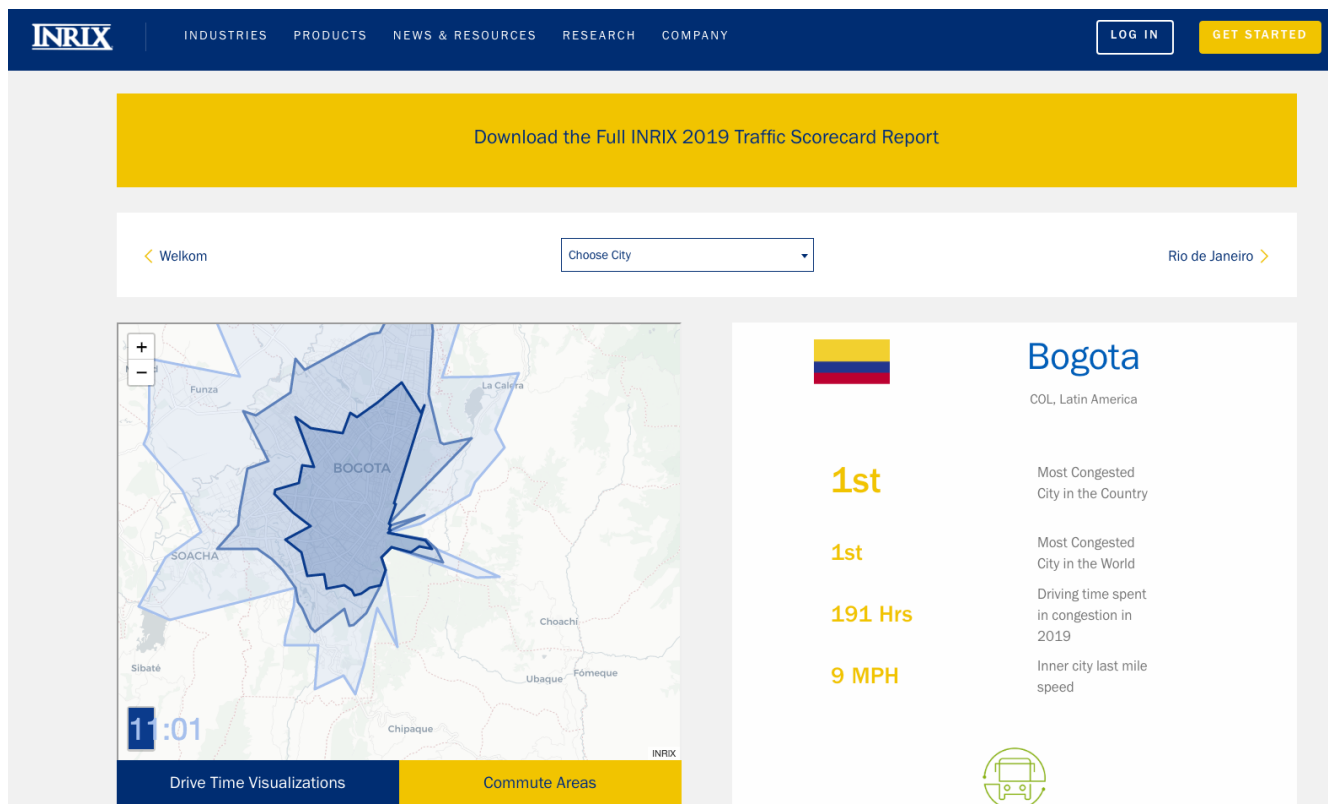 INRIX
INDUSTRIES PRODUCTS NEWS & RESOURCES RESEARCH COMPANY
LOG IN
GET STARTED
Download the Full INRIX 2019 Traffic Scorecard Report
Welkom
Choose City
Rio de Janeiro
+
−
Funza
La Calera
BOGOTA
SOACHA
Choachí
Sibaté
Ubaque
Fómeque
Chipaque
11:01
INRIX
Drive Time Visualizations
Commute Areas
Bogota
COL, Latin America
1st
Most Congested
City in the Country
1st
Most Congested
City in the World
191 Hrs
Driving time spent
in congestion in
2019
9 MPH
Inner city last mile
speed